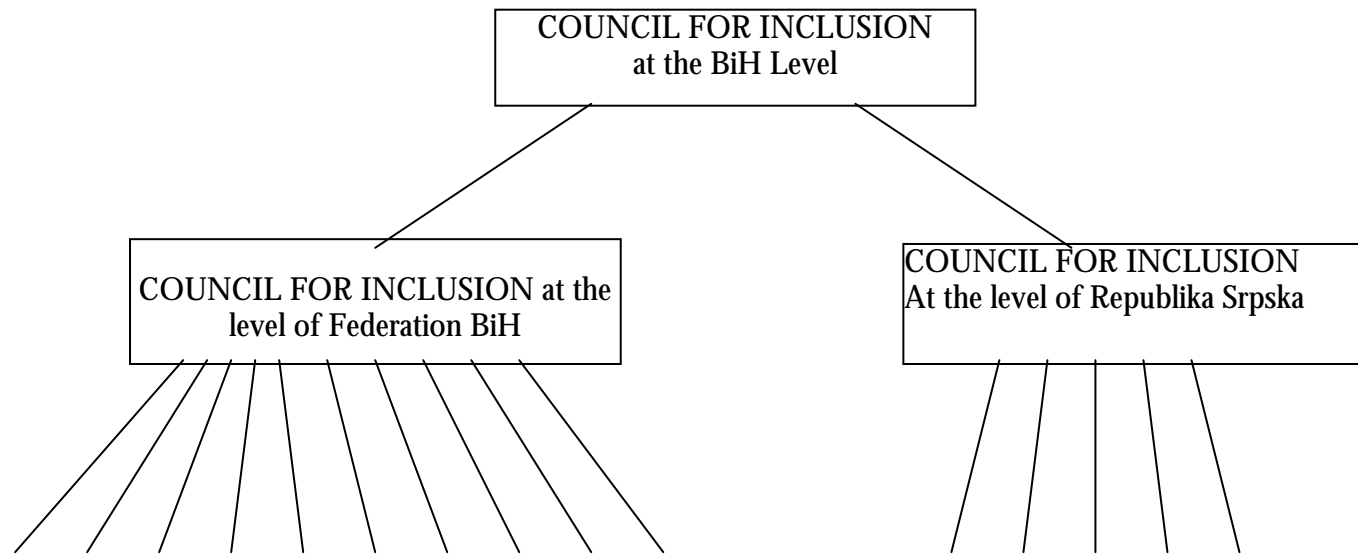 COUNCIL FOR INCLUSION
at the BiH Level
COUNCIL FOR INCLUSION at the
level of Federation BiH
COUNCIL FOR INCLUSION
At the level of Republika Srpska